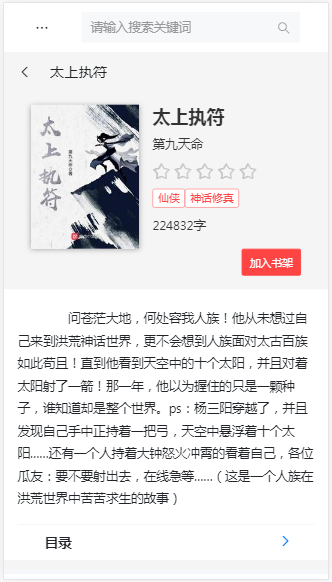 ...
请输入搜索关键词
太上执符
太上执符
第九天命
太上执符
第九天命 著
仙侠 神话修真
224832字
加入书架
问苍茫大地，何处容我人族！他从未想过自
己来到洪荒神话世界，更不会想到人族面对太古百族
如此苟且！直到他看到天空中的十个太阳，并且对着
太阳射了一箭！那一年，他以为握住的只是一颗种
子，谁知道却是整个世界。ps：杨三阳穿越了，并且
发现自己手中正持着一把弓，天空中悬浮着十个太
阳......还有一个人持着大钟怒火冲霄的看着自己，各位
瓜友：要不要射出去，在线急等......（这是一个人族在
洪荒世界中苦苦求生的故事）
目录